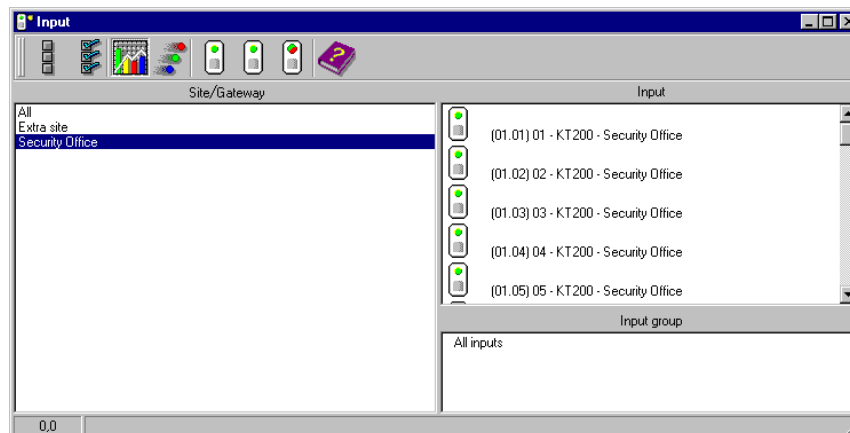 Input
Site/Gateway
All
Extra site
Security Office
Input
(01.01) 01 - KT200 - Security Office
(01.02) 02 - KT200 - Security Office
(01.03) 03 - KT200 - Security Office
(01.04) 04 - KT200 - Security Office
(01.05) 05 - KT200 - Security Office
Input group
All inputs
0,0